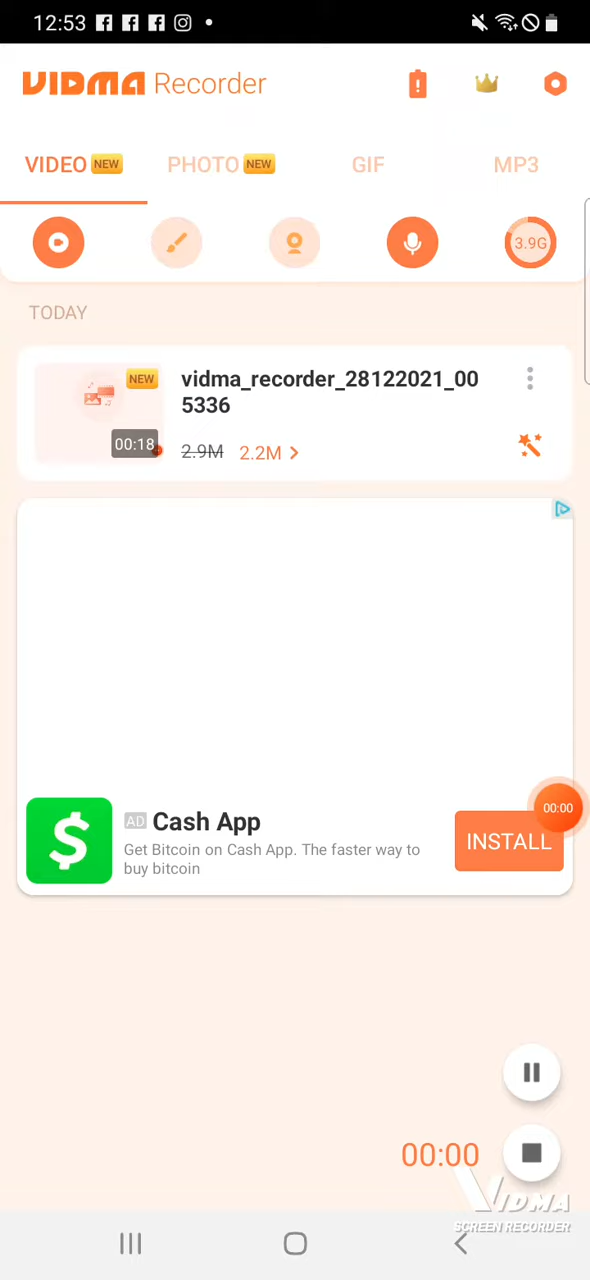 12:53
VIDMA Recorder
VIDEO NEW PHOTO NEW GIF MP3
3.9G
TODAY
NEW
00:18
vidma_recorder_28122021_00
5336
2.9M 2.2M
AD Cash App
Get Bitcoin on Cash App. The faster way to
buy bitcoin
INSTALL
00:00
00:00
VIDMA
SCREEN RECORDER